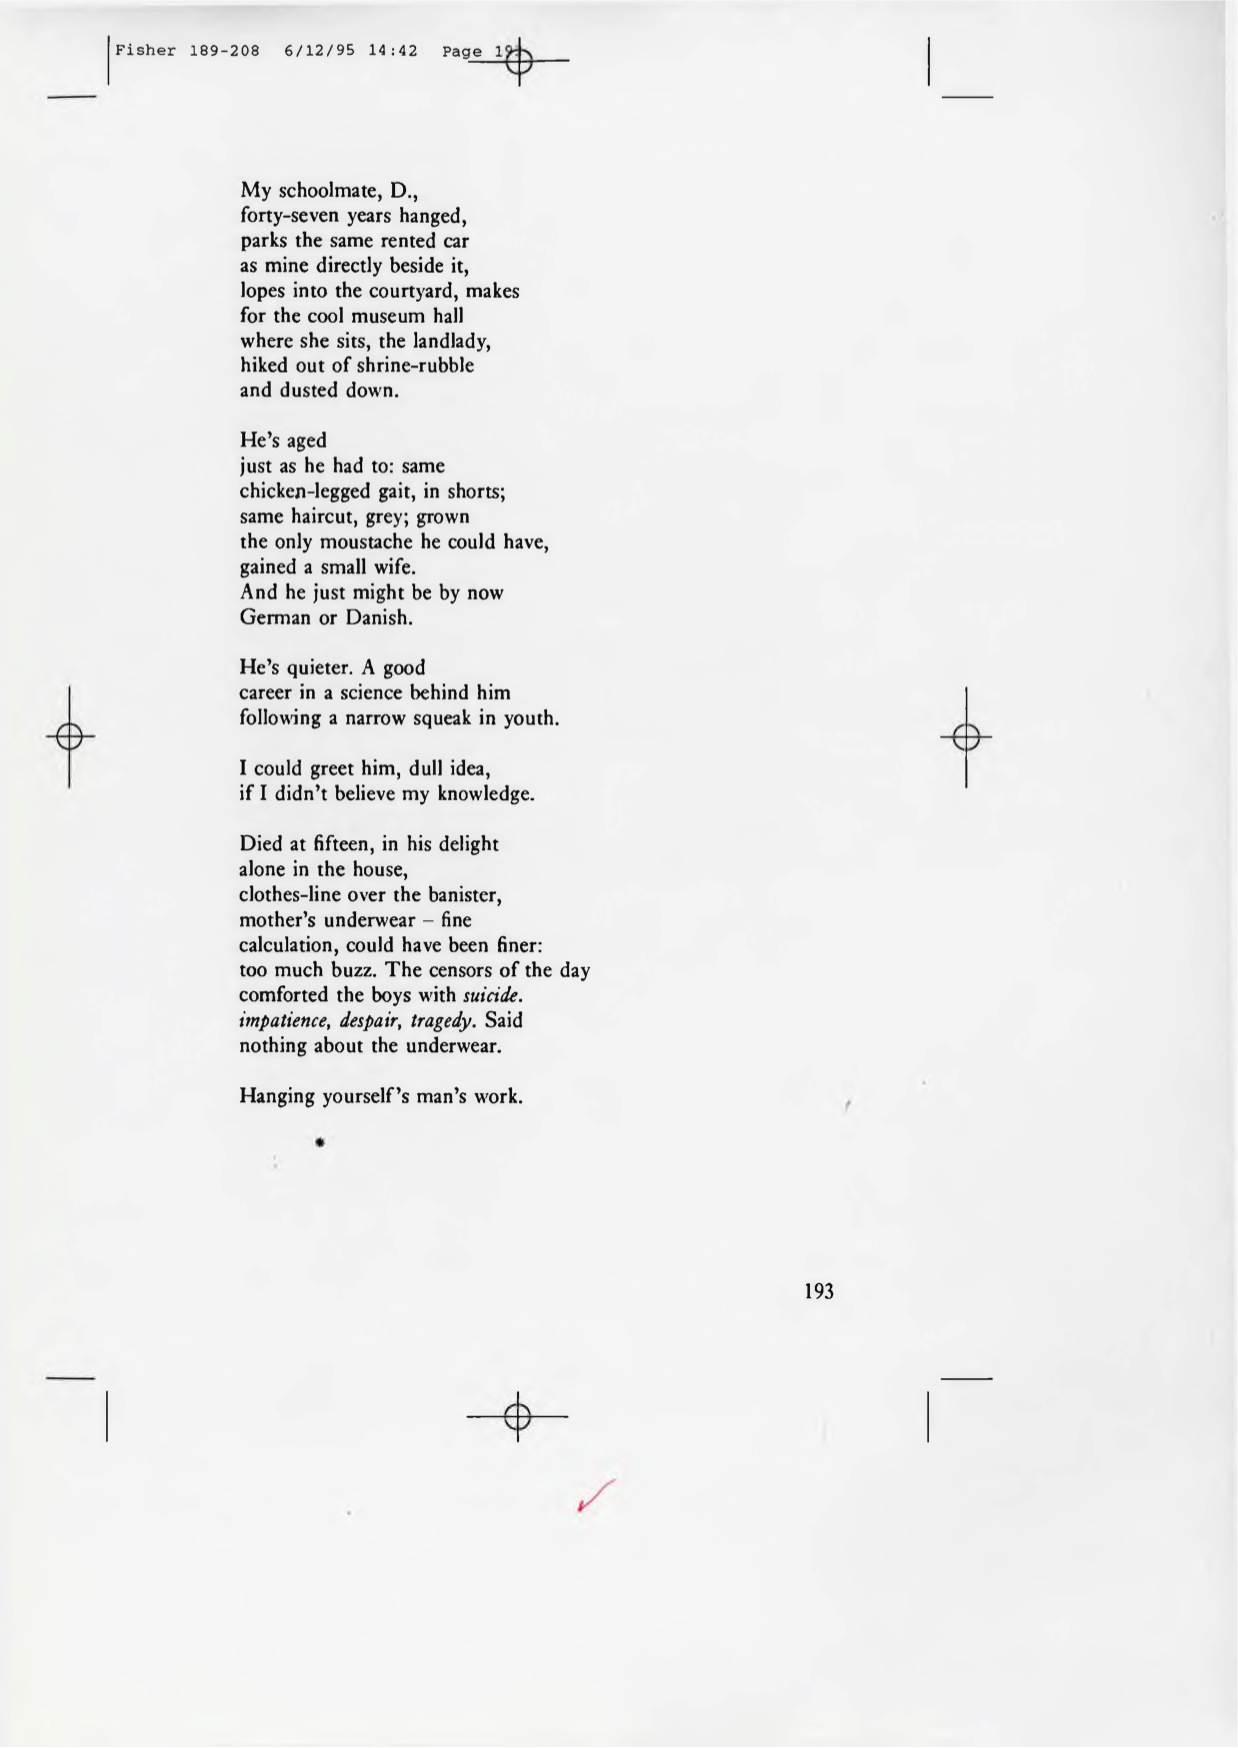 Fisher 189-208 6/12/95 14:42 Page
My schoolmate, D.,
forty-seven years hanged,
parks the same rented car
as mine directly beside it,
lopes into the courtyard, makes
for the cool museum hall
where she sits, the landlady,
hiked out of shrine-rubble
and dusted down.
He's aged
just as he had to: same
chicken-legged gait, in shorts;
same haircut, grey; grown
the only moustache he could have,
gained a small wife.
And he just might be by now
German or Danish.
He's quieter. A good
career in a science behind him
following a narrow squeak in youth.
I could greet him, dull idea,
if I didn't believe my knowledge.
Died at fifteen, in his delight
alone in the house,
clothes-line over the banister,
mother's underwear – fine
calculation, could have been finer:
too much buzz. The censors of the day
comforted the boys with suicide.
impatience, despair, tragedy. Said
nothing about the underwear.
Hanging yourself's man's work.
*
193